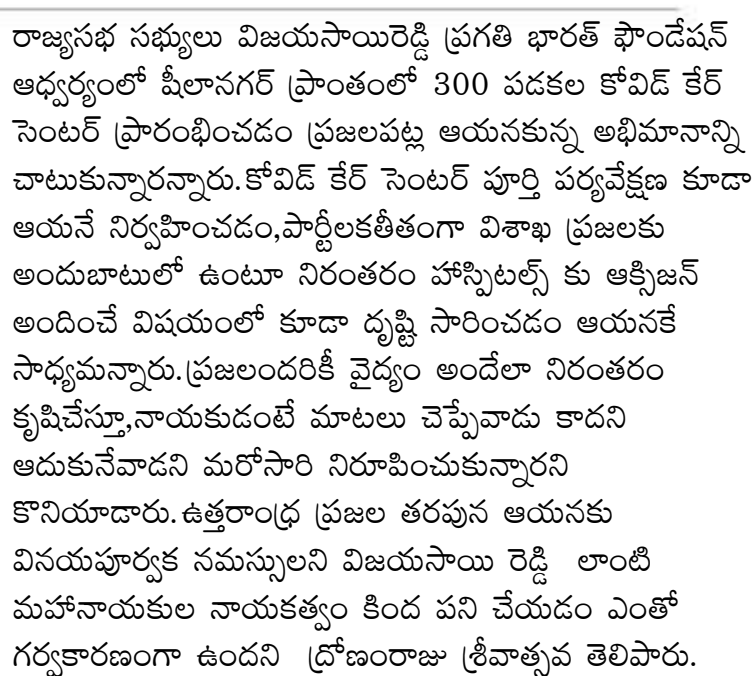 రాజ్యసభ సభ్యులు విజయసాయిరెడ్డి ప్రగతి భారత్ ఫౌండేషన్
ఆధ్వర్యంలో షీలానగర్ ప్రాంతంలో 300 పడకల కోవిడ్ కేర్
సెంటర్ ప్రారంభించడం ప్రజలపట్ల ఆయనకున్న అభిమానాన్ని
చాటుకున్నారన్నారు.కోవిడ్ కేర్ సెంటర్ పూర్తి పర్యవేక్షణ కూడా
ఆయనే నిర్వహించడం,పార్టీలకతీతంగా విశాఖ ప్రజలకు
అందుబాటులో ఉంటూ నిరంతరం హాస్పిటల్స్ కు ఆక్సిజన్
అందించే విషయంలో కూడా దృష్టి సారించడం ఆయనకే
సాధ్యమన్నారు.ప్రజలందరికీ వైద్యం అందేలా నిరంతరం
కృషిచేస్తూ,నాయకుడంటే మాటలు చెప్పేవాడు కాదని
ఆదుకునేవాడని మరోసారి నిరూపించుకున్నారని
కొనియాడారు.ఉత్తరాంధ్ర ప్రజల తరపున ఆయనకు
వినయపూర్వక నమస్సులని విజయసాయి రెడ్డి  లాంటి
మహానాయకుల నాయకత్వం కింద పని చేయడం ఎంతో
గర్వకారణంగా ఉందని  ద్రోణంరాజు శ్రీవాత్సవ తెలిపారు.